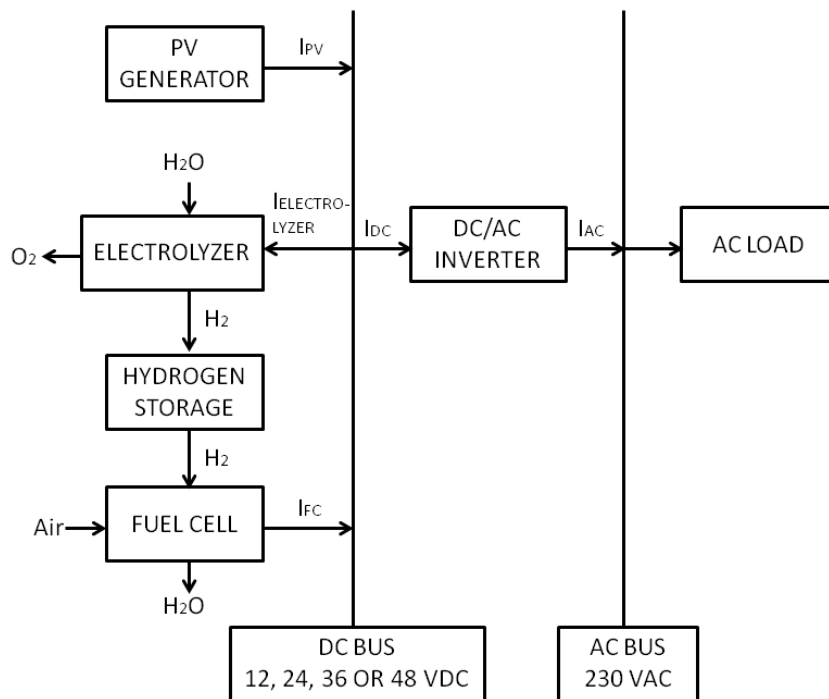 PV
GENERATOR
IPV
H2O
O2
ELECTROLYZER
IELECTRO-
LYZER
IDC
DC/AC
INVERTER
IAC
AC LOAD
H2
HYDROGEN
STORAGE
H2
Air
FUEL CELL
IFC
H2O
DC BUS
12, 24, 36 OR 48 VDC
AC BUS
230 VAC